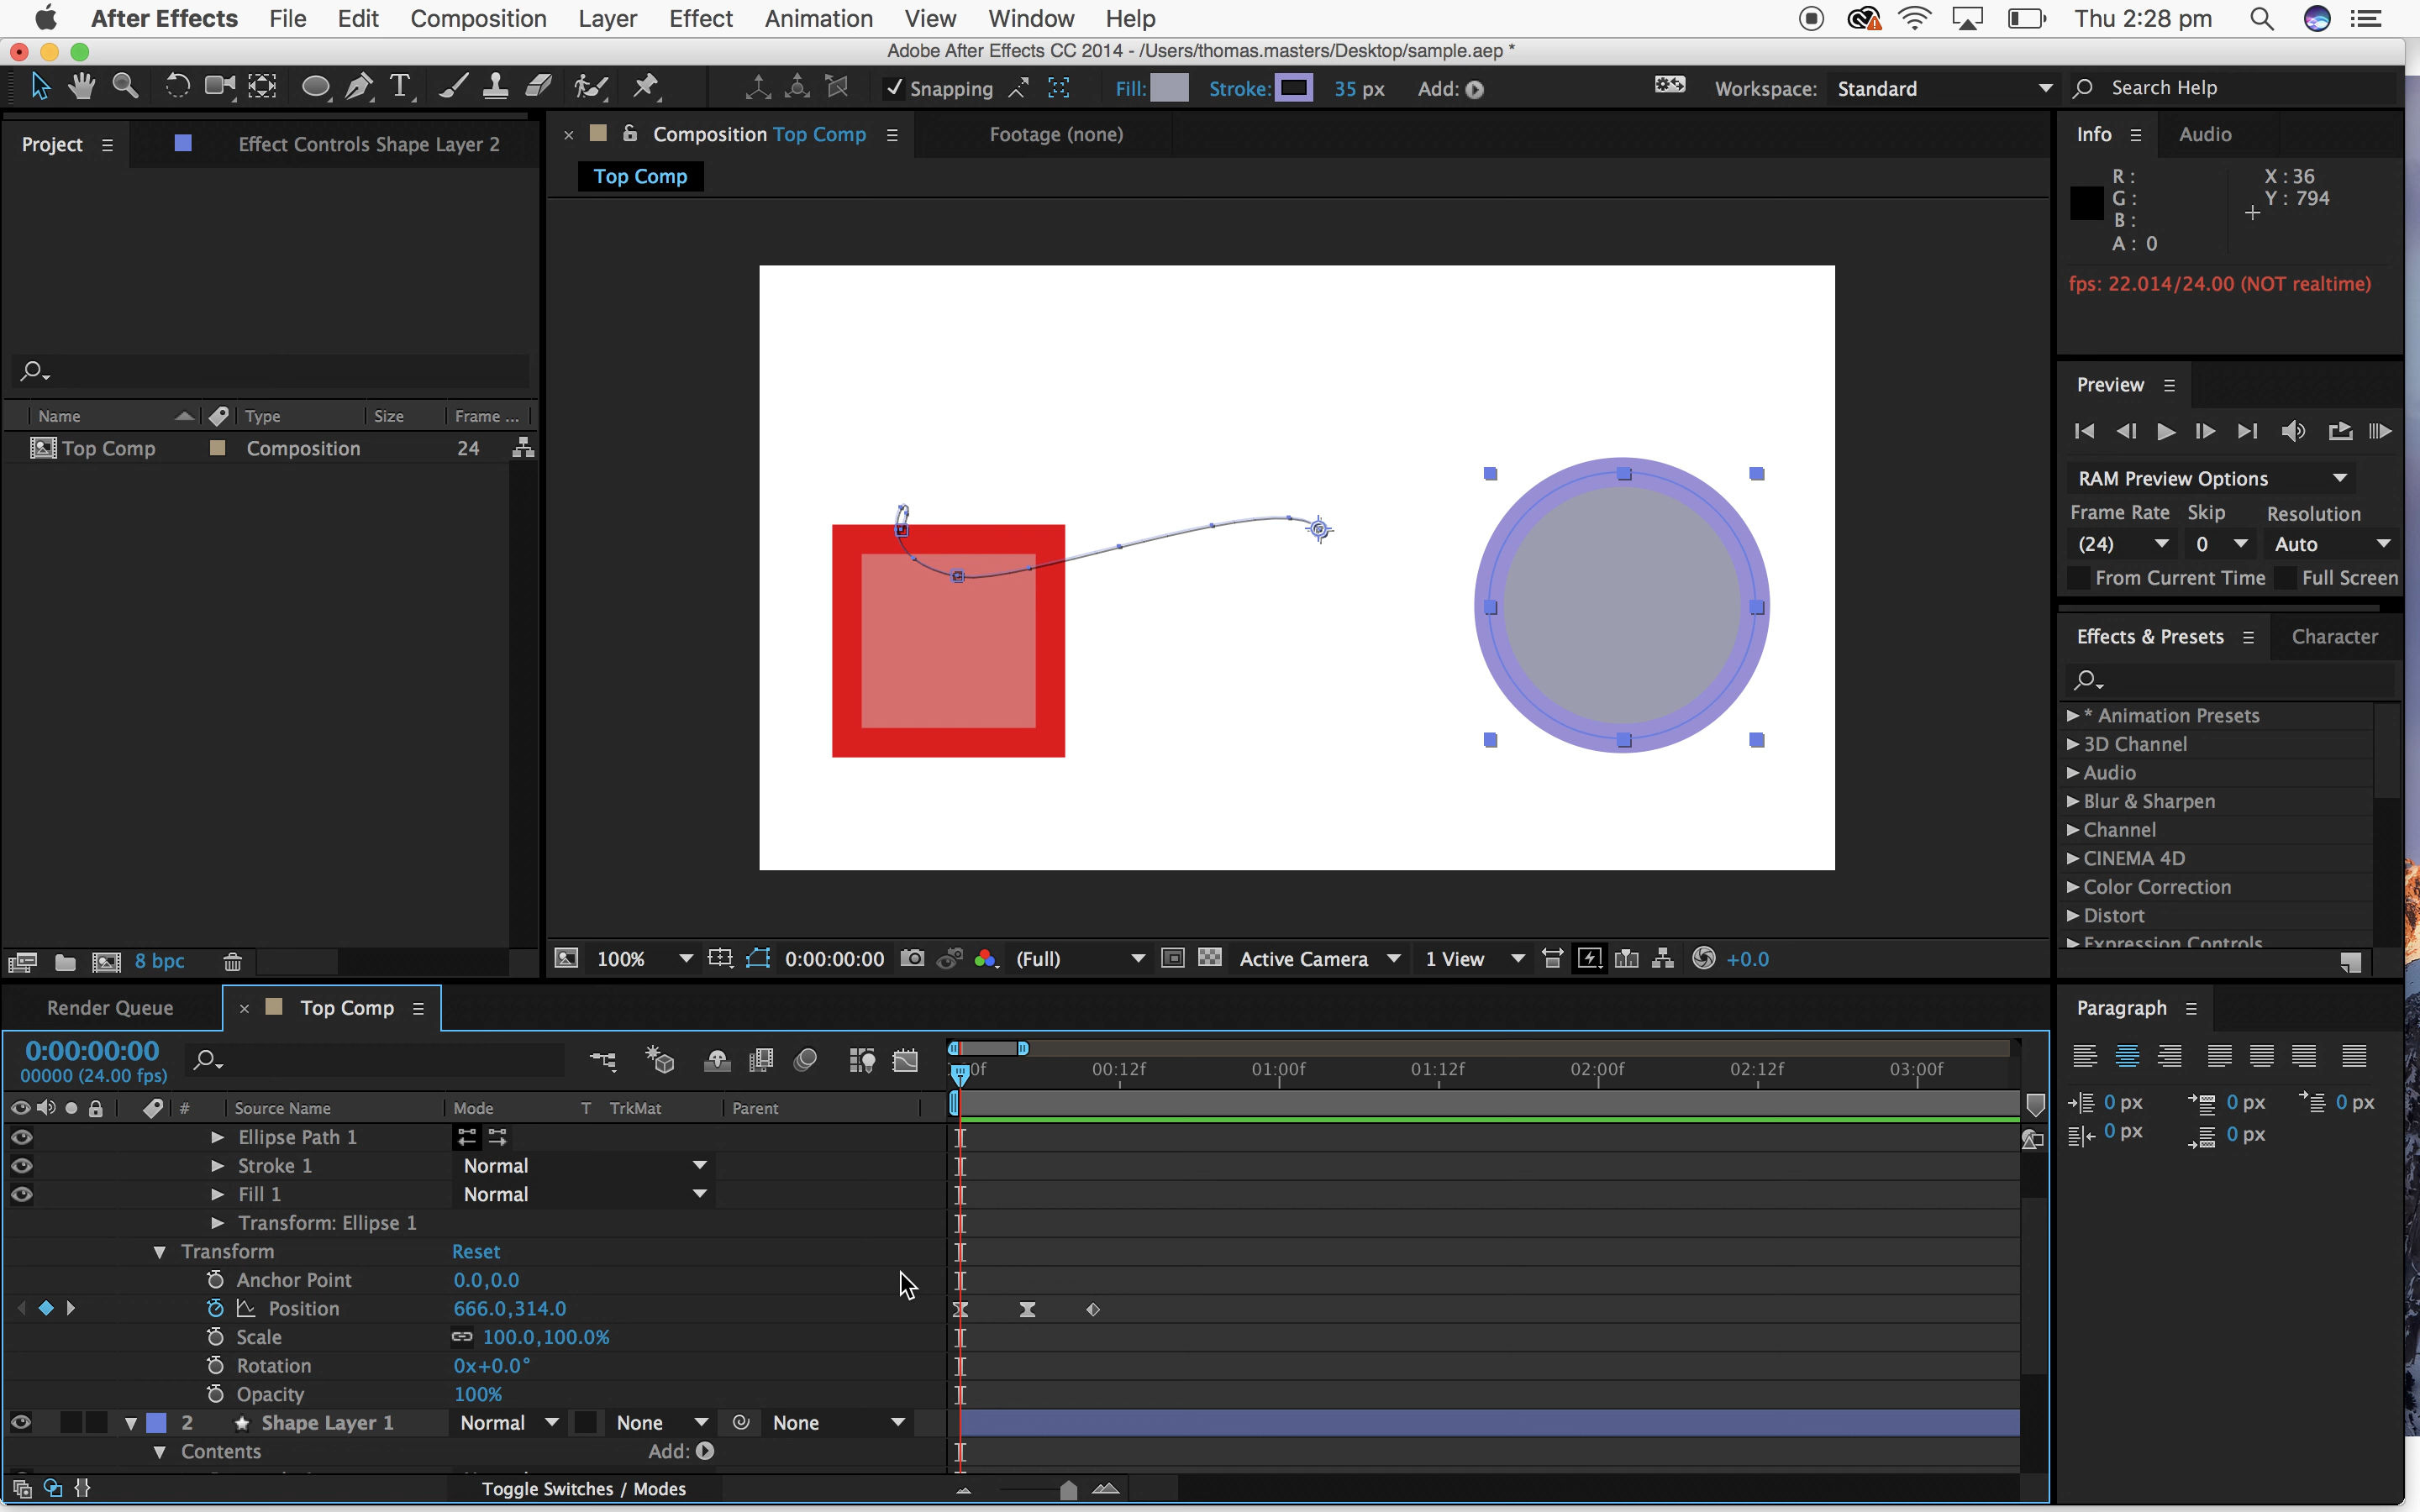 After Effects File Edit Composition Layer Effect Animation View Window Help Thu 2:28 pm
Adobe After Effects CC 2014 - /Users/thomas.masters/Desktop/sample.aep *
T Snapping Fill: Stroke: 35 px Add: Workspace: Standard Search Help
Project Effect Controls Shape Layer 2
Composition Top Comp Footage (none)
Top Comp
Info Audio
R : X : 36
G : Y : 794
B :
A : 0
fps: 22.014/24.00 (NOT realtime)
Preview
RAM Preview Options
Frame Rate Skip Resolution
(24) 0 Auto
From Current Time Full Screen
Name Type Size Frame ...
Top Comp Composition 24
Effects & Presets Character
* Animation Presets
3D Channel
Audio
Blur & Sharpen
Channel
CINEMA 4D
Color Correction
Distort
Expression Controls
8 bpc
100% 0:00:00:00 (Full) Active Camera 1 View +0.0
Render Queue Top Comp
Paragraph
0 px 0 px 0 px
0 px 0 px
0:00:00:00
00000 (24.00 fps)
00f 00:12f 01:00f 01:12f 02:00f 02:12f 03:00f
# Source Name Mode T TrkMat Parent
Ellipse Path 1
Stroke 1 Normal
Fill 1 Normal
Transform: Ellipse 1
Transform Reset
Anchor Point 0.0,0.0
Position 666.0,314.0
Scale 100.0,100.0%
Rotation 0x+0.0°
Opacity 100%
2 Shape Layer 1 Normal None None
Contents Add:
Toggle Switches / Modes